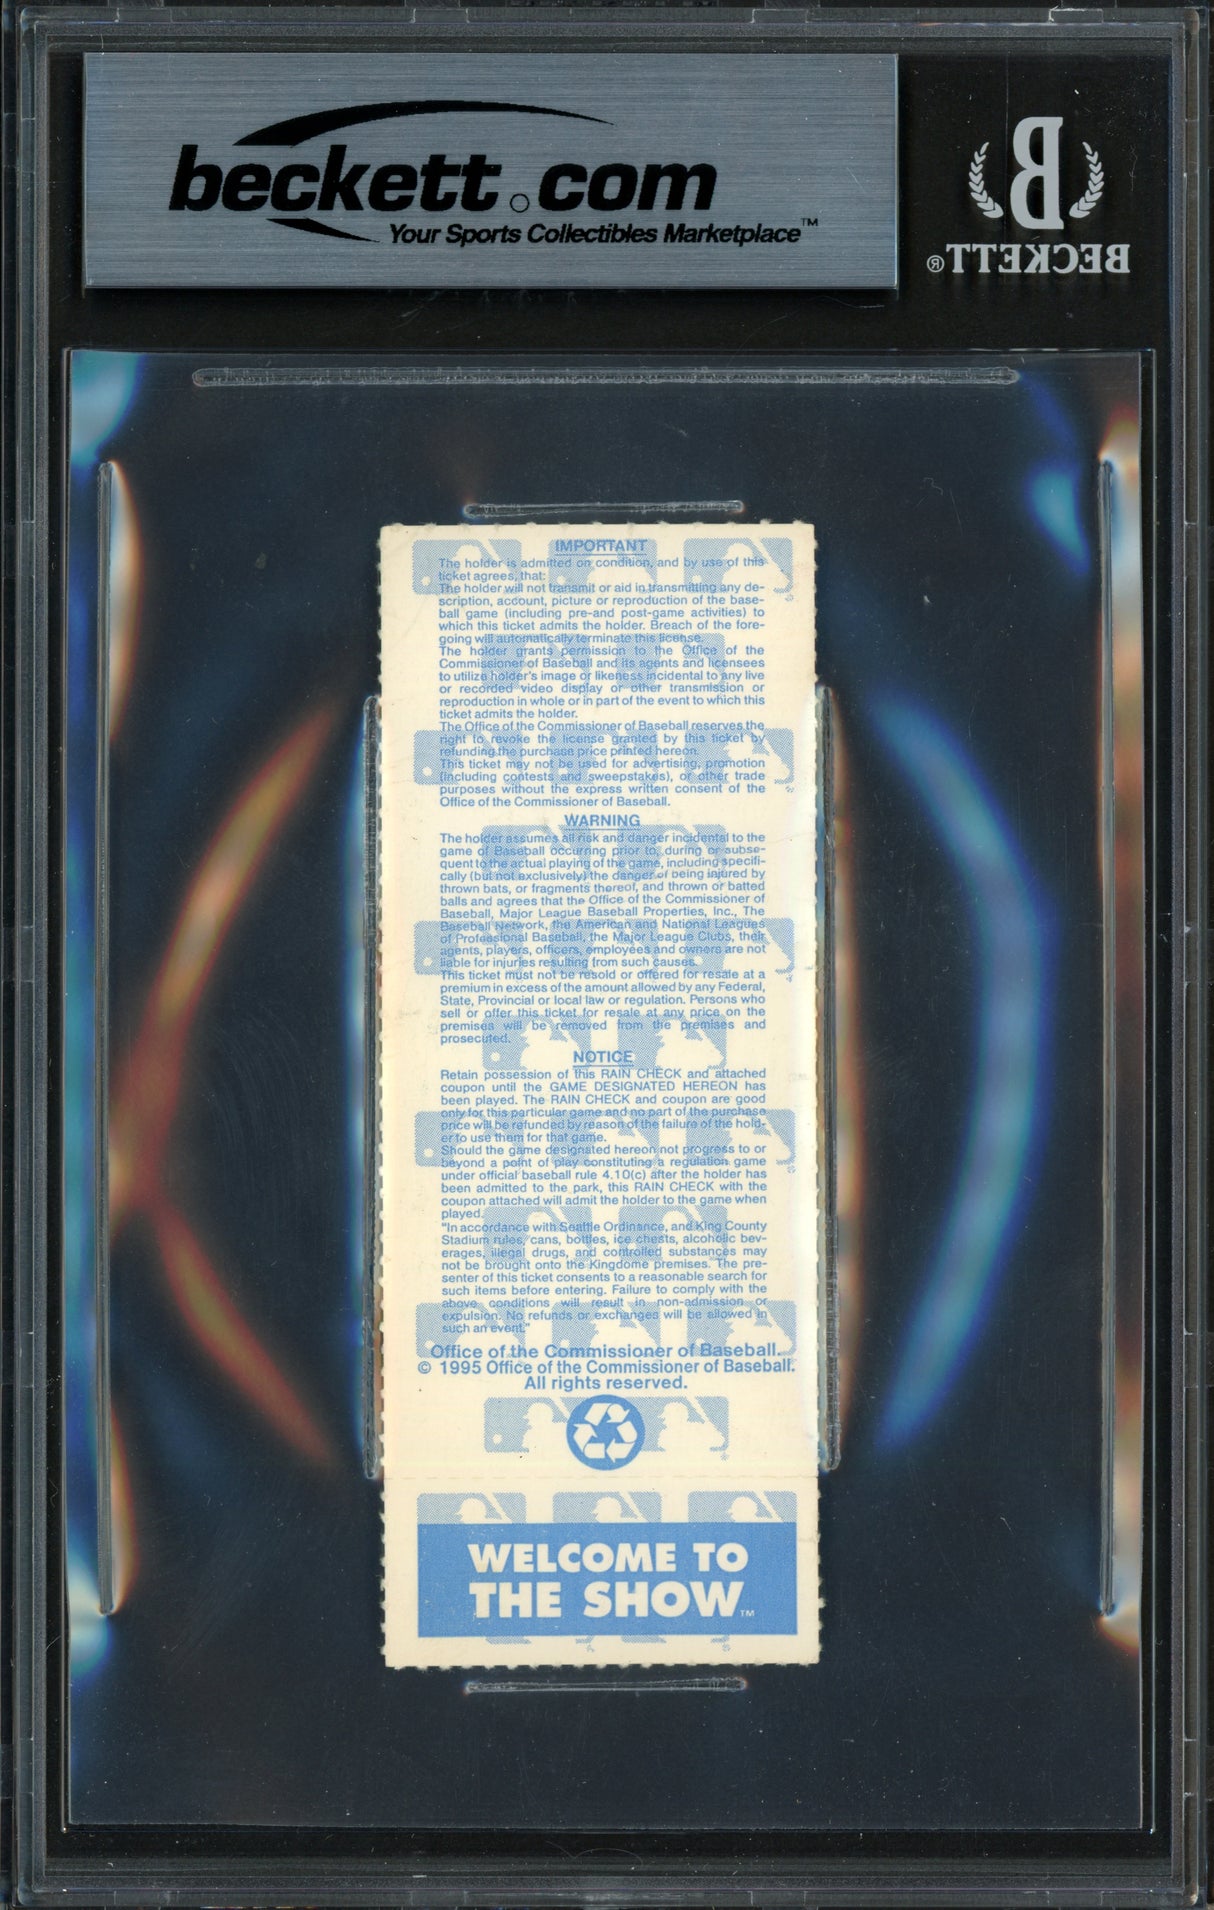 beckett.com
Your Sports Collectibles Marketplace™
B
BECKETT®
IMPORTANT
The holder is admitted on condition, and by use of this
ticket agrees, that:
The holder will not transmit or aid in transmitting any de-
scription, account, picture or reproduction of the base-
ball game (including pre-and post-game activities) to
which this ticket admits the holder. Breach of the fore-
going will automatically terminate this license.
The holder grants permission to the Office of the
Commissioner of Baseball and its agents and licensees
to utilize holder's image or likeness incidental to any live
or recorded video display or other transmission or
reproduction in whole or in part of the event to which this
ticket admits the holder.
The Office of the Commissioner of Baseball reserves the
right to revoke the license granted by this ticket by
refunding the purchase price printed hereon.
This ticket may not be used for advertising, promotion
(including contests and sweepstakes), or other trade
purposes without the express written consent of the
Office of the Commissioner of Baseball.
WARNING
The holder assumes all risk and danger incidental to the
game of Baseball occurring prior to, during or subse-
quent to the actual playing of the game, including specifi-
cally (but not exclusively) the danger of being injured by
thrown bats, or fragments thereof, and thrown or batted
balls and agrees that the Office of the Commissioner of
Baseball, Major League Baseball Properties, Inc., The
Baseball Network, the American and National Leagues
of Professional Baseball, the Major League Clubs, their
agents, players, officers, employees and owners are not
liable for injuries resulting from such causes.
This ticket must not be resold or offered for resale at a
premium in excess of the amount allowed by any Federal,
State, Provincial or local law or regulation. Persons who
sell or offer this ticket for resale at any price on the
premises will be removed from the premises and
prosecuted.
NOTICE
Retain possession of this RAIN CHECK and attached
coupon until the GAME DESIGNATED HEREON has
been played. The RAIN CHECK and coupon are good
only for this particular game and no part of the purchase
price will be refunded by reason of the failure of the hold-
er to use them for that game.
Should the game designated hereon not progress to or
beyond a point of play constituting a regulation game
under official baseball rule 4.10(c) after the holder has
been admitted to the park, this RAIN CHECK with the
coupon attached will admit the holder to the game when
played.
"In accordance with Seattle Ordinance, and King County
Stadium rules, cans, bottles, ice chests, alcoholic bev-
erages, illegal drugs, and controlled substances may
not be brought onto the Kingdome premises. The pre-
senter of this ticket consents to a reasonable search for
such items before entering. Failure to comply with the
above conditions will result in non-admission or
expulsion. No refunds or exchanges will be allowed in
such an event."
Office of the Commissioner of Baseball.
© 1995 Office of the Commissioner of Baseball.
All rights reserved.
WELCOME TO
THE SHOW™